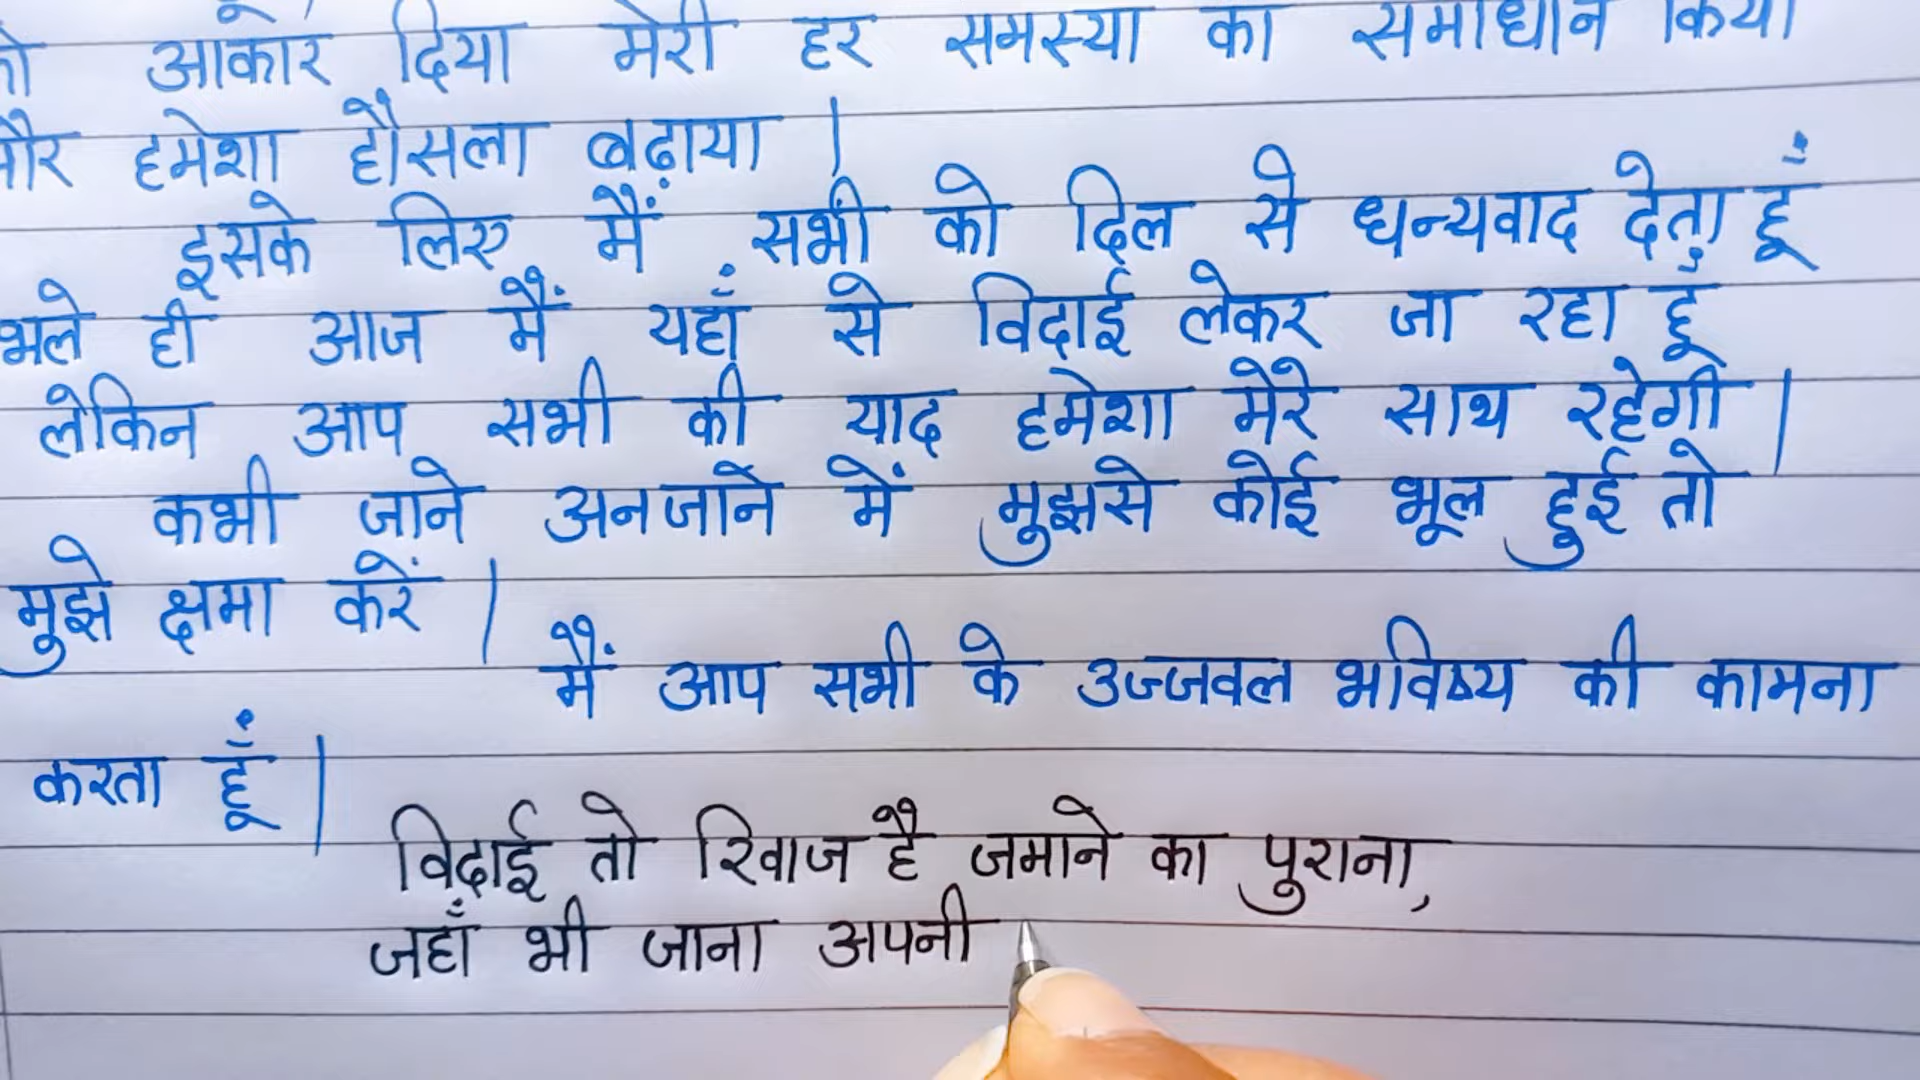 आकार दिया मेरी हर समस्या का समाधान किया
और हमेशा हौसला बढ़ाया |
इसके लिए मैं सभी को दिल से धन्यवाद देता हूँ
भले ही आज मैं यहाँ से विदाई लेकर जा रहा हूँ
लेकिन आप सभी की याद हमेशा मेरे साथ रहेगी |
कभी जाने अनजाने में मुझसे कोई भूल हुई तो
मुझे क्षमा करें |
मैं आप सभी के उज्जवल भविष्य की कामना
करता हूँ |
विदाई तो रिवाज है जमाने का पुराना,
जहाँ भी जाना अपनी